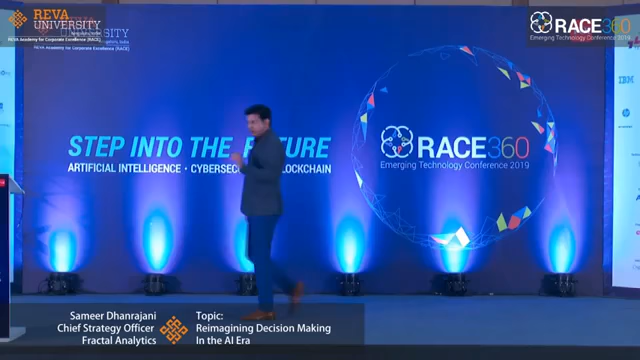 REVA
UNIVERSITY
REVA Academy for Corporate Excellence (RACE)
RACE360
Emerging Technology Conference 2019
STEP INTO THE F TURE
ARTIFICIAL INTELLIGENCE · CYBERSEC OCKCHAIN
RACE360
Emerging Technology Conference 2019
IBM
Sameer Dhanrajani
Chief Strategy Officer
Fractal Analytics
Topic:
Reimagining Decision Making
In the AI Era